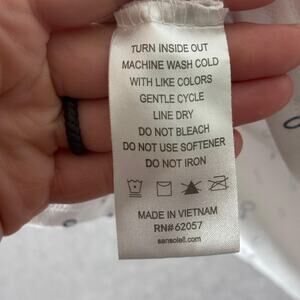 TURN INSIDE OUT
MACHINE WASH COLD
WITH LIKE COLORS
GENTLE CYCLE
LINE DRY
DO NOT BLEACH
DO NOT USE SOFTENER
DO NOT IRON
MADE IN VIETNAM
RN#62057
sansoleil.com